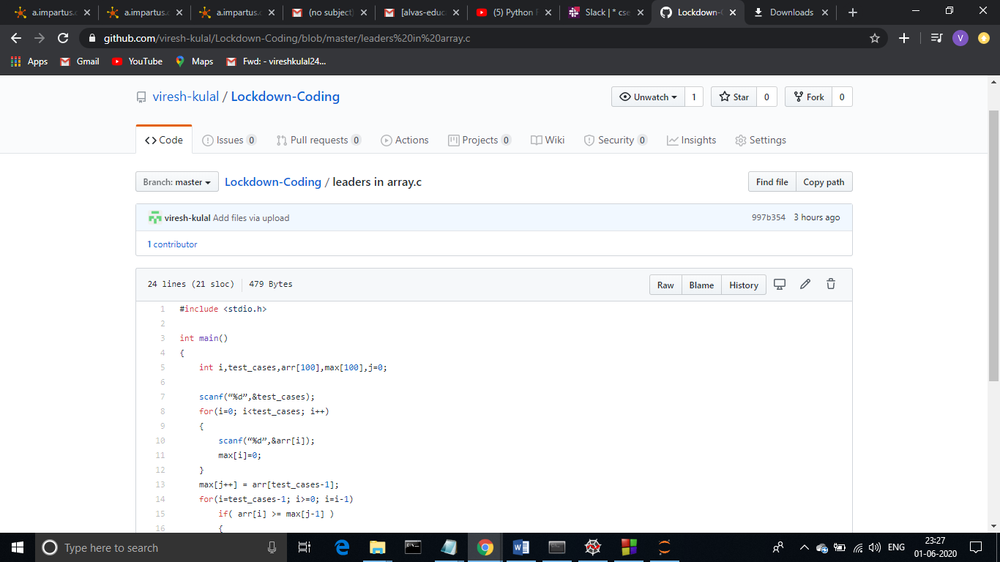 a.impartus.c
a.impartus.c
a.impartus.c
(no subject)
[alvas-educ
(5) Python F
Slack | * cse
Lockdown-C
Downloads
github.com/viresh-kulal/Lockdown-Coding/blob/master/leaders%20in%20array.c
V
Apps Gmail YouTube Maps Fwd: - vireshkulal24...
viresh-kulal / Lockdown-Coding
Unwatch 1 Star 0 Fork 0
Code Issues 0 Pull requests 0 Actions Projects 0 Wiki Security 0 Insights Settings
Branch: master Lockdown-Coding / leaders in array.c Find file Copy path
viresh-kulal Add files via upload 997b354 3 hours ago
1 contributor
24 lines (21 sloc) 479 Bytes Raw Blame History
1 #include <stdio.h>
2
3 int main()
4 {
5 int i,test_cases,arr[100],max[100],j=0;
6
7 scanf(“%d”,&test_cases);
8 for(i=0; i<test_cases; i++)
9 {
10 scanf(“%d”,&arr[i]);
11 max[i]=0;
12 }
13 max[j++] = arr[test_cases-1];
14 for(i=test_cases-1; i>=0; i=i-1)
15 if( arr[i] >= max[j-1] )
16 {
Type here to search
ENG
23:27
01-06-2020